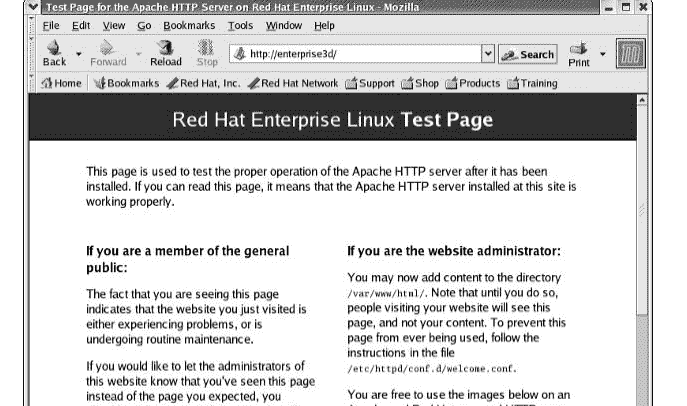 Test Page for the Apache HTTP Server on Red Hat Enterprise Linux - Mozilla
File Edit View Go Bookmarks Tools Window Help
Back Forward Reload Stop http://enterprise3d/ Search Print
Home Bookmarks Red Hat, Inc. Red Hat Network Support Shop Products Training
Red Hat Enterprise Linux Test Page
This page is used to test the proper operation of the Apache HTTP server after it has been
installed. If you can read this page, it means that the Apache HTTP server installed at this site is
working properly.
If you are a member of the general
public:
The fact that you are seeing this page
indicates that the website you just visited is
either experiencing problems, or is
undergoing routine maintenance.
If you would like to let the administrators of
this website know that you've seen this page
instead of the page you expected, you
If you are the website administrator:
You may now add content to the directory
/var/www/html/. Note that until you do so,
people visiting your website will see this
page, and not your content. To prevent this
page from ever being used, follow the
instructions in the file
/etc/httpd/conf.d/welcome.conf.
You are free to use the images below on an